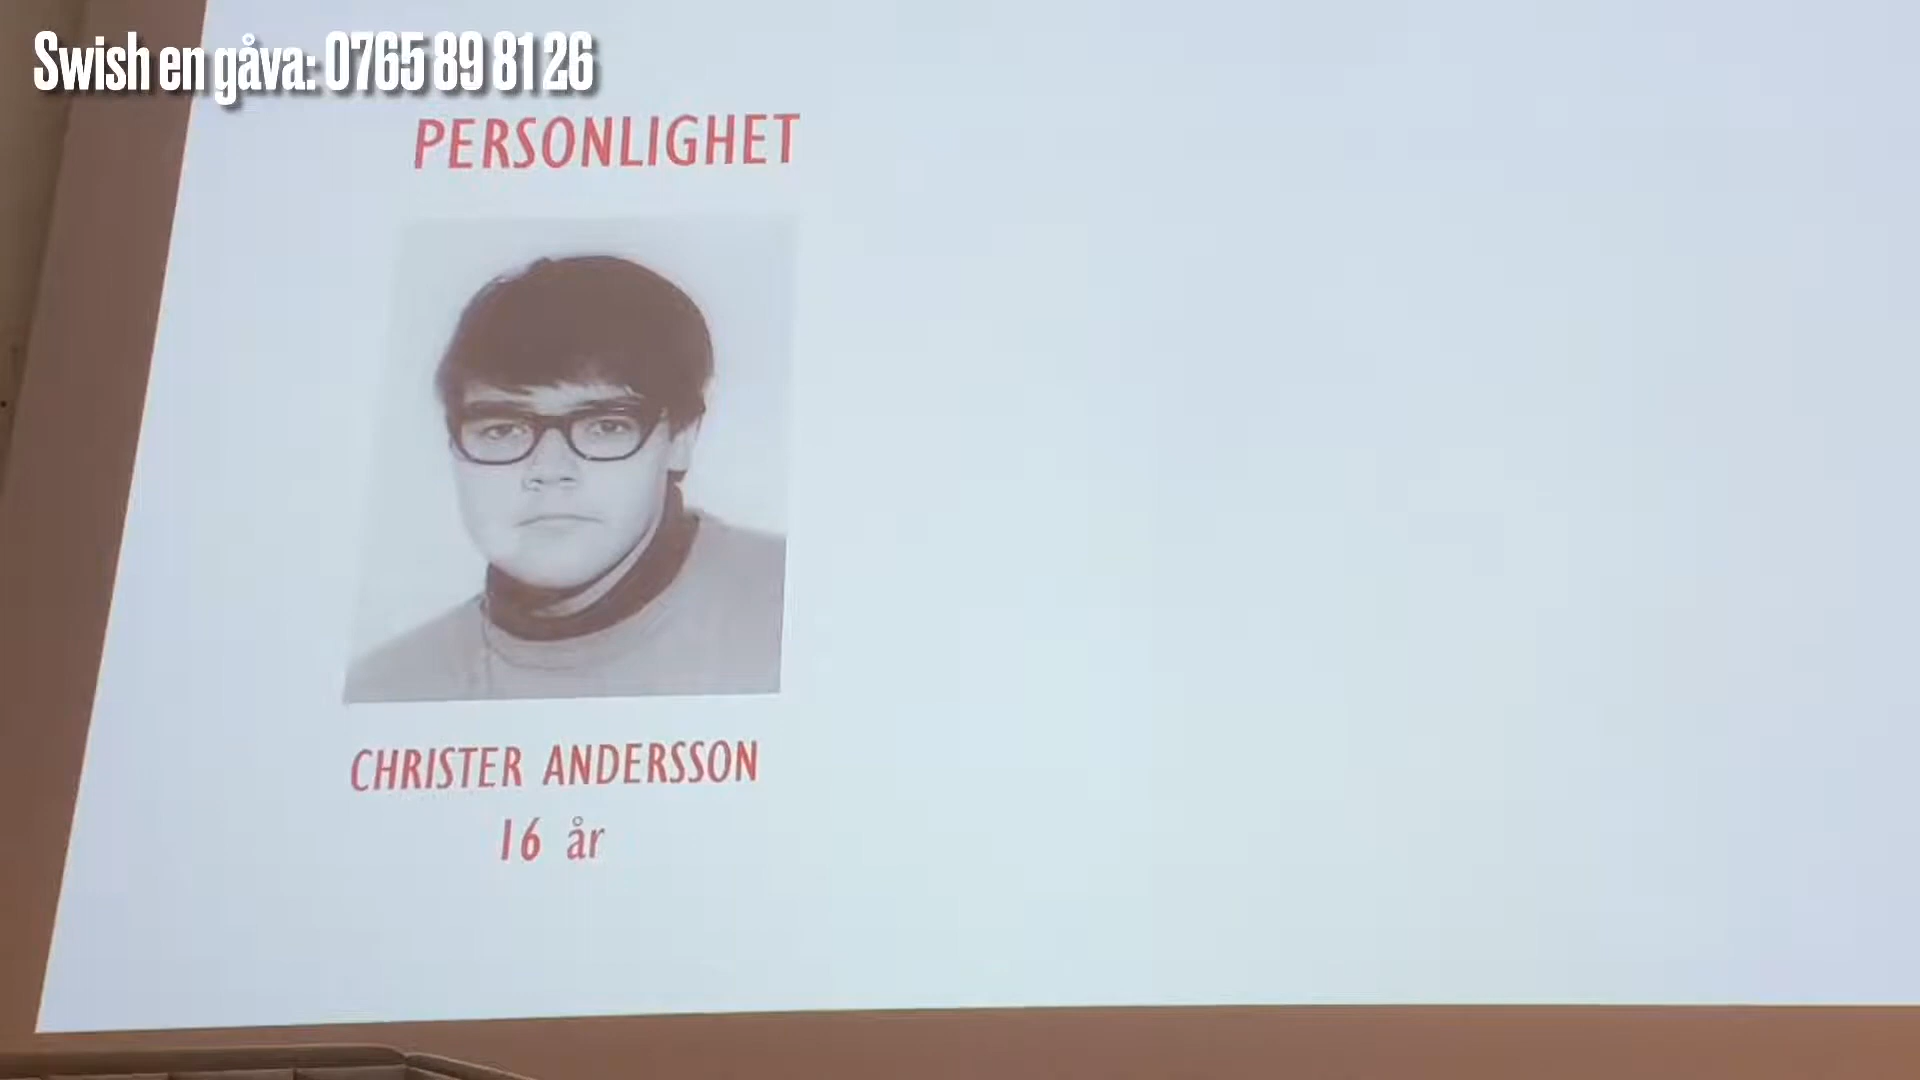 Swish en gåva: 0765 89 81 26
PERSONLIGHET
CHRISTER ANDERSSON
16 år